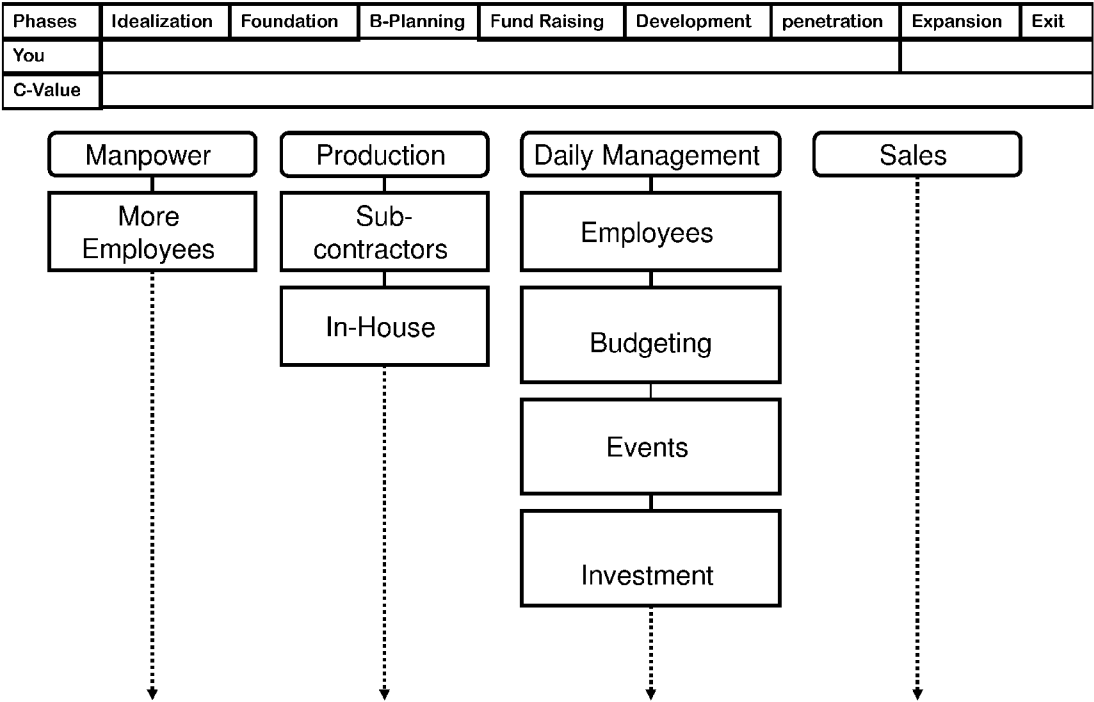 Phases Idealization Foundation B-Planning Fund Raising Development penetration Expansion Exit
You
C-Value
Manpower Production Daily Management Sales
More
Employees
Sub-
contractors
Employees
In-House
Budgeting
Events
Investment